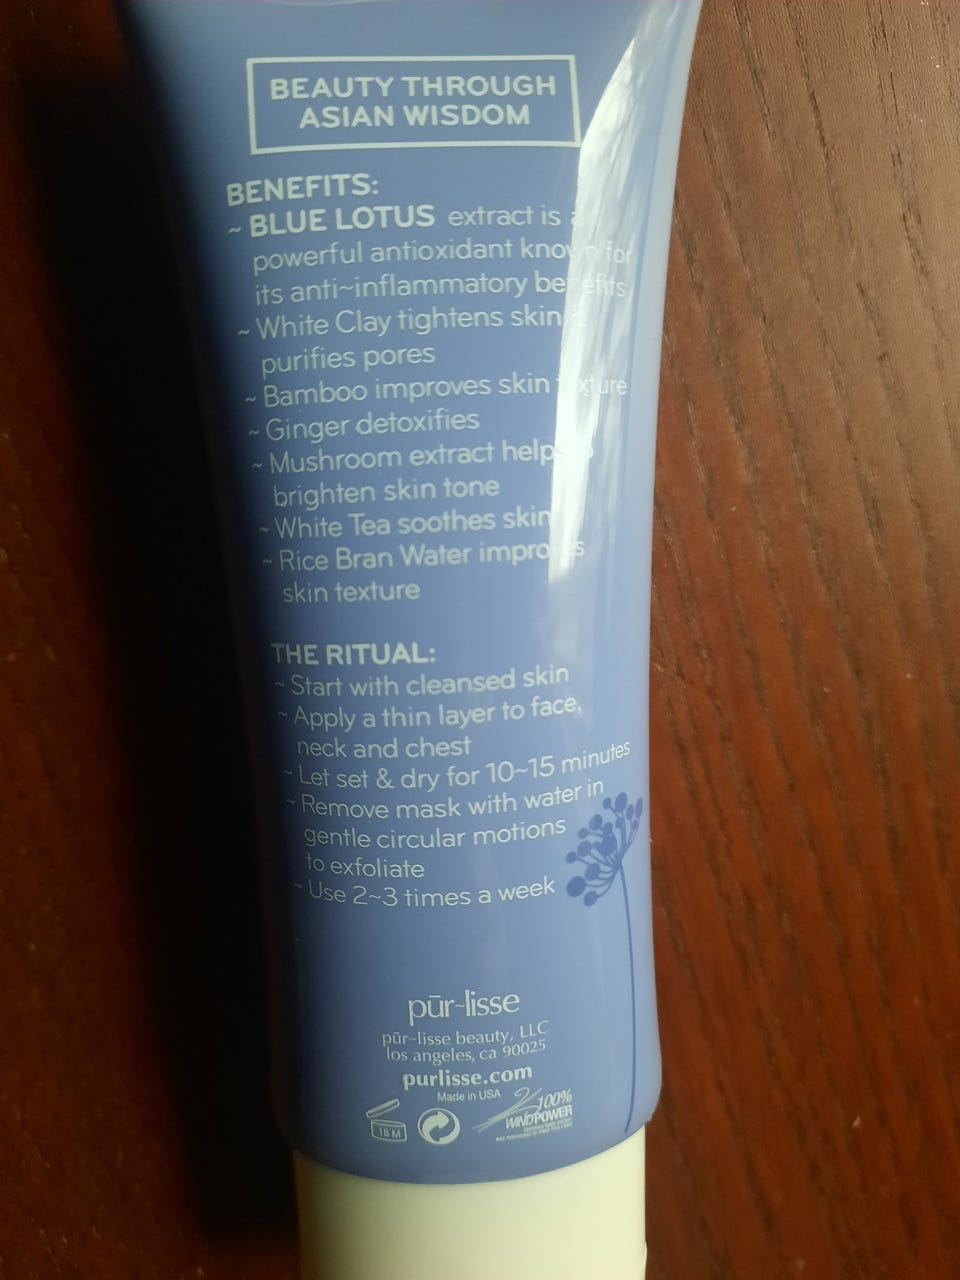 BEAUTY THROUGH
ASIAN WISDOM
BENEFITS:
~ BLUE LOTUS extract is a
powerful antioxidant known for
its anti~inflammatory benefits
~ White Clay tightens skin &
purifies pores
~ Bamboo improves skin texture
~ Ginger detoxifies
~ Mushroom extract helps
brighten skin tone
~ White Tea soothes skin
~ Rice Bran Water improves
skin texture
THE RITUAL:
~ Start with cleansed skin
~ Apply a thin layer to face,
neck and chest
~ Let set & dry for 10~15 minutes
~ Remove mask with water in
gentle circular motions
to exfoliate
~ Use 2~3 times a week
pūr~lisse
pūr~lisse beauty, LLC
los angeles, ca 90025
purlisse.com
Made in USA
18 M
100%
WINDPOWER